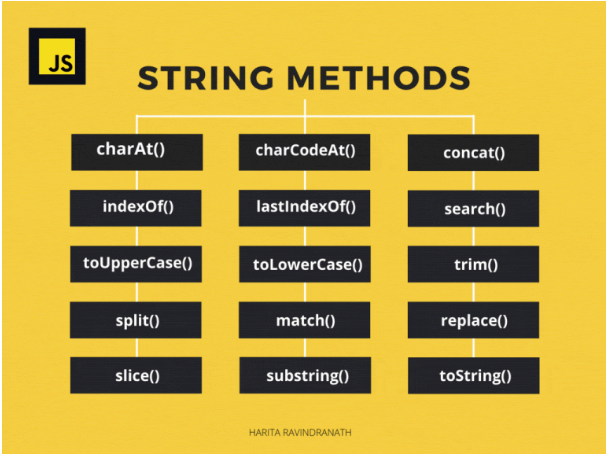 JS
STRING METHODS
charAt() charCodeAt() concat()
indexOf() lastIndexOf() search()
toUpperCase() toLowerCase() trim()
split() match() replace()
slice() substring() toString()
HARITA RAVINDRANATH